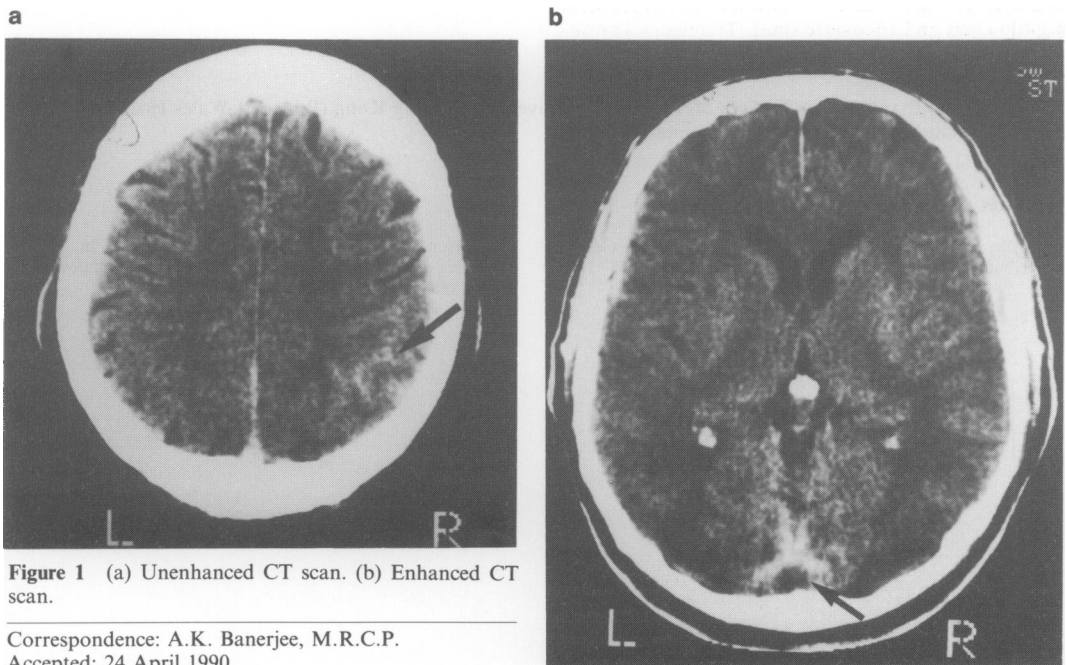 a
b
ST
L R
Figure 1 (a) Unenhanced CT scan. (b) Enhanced CT
scan.
Correspondence: A.K. Banerjee, M.R.C.P.
Accepted: 24 April 1990
L R